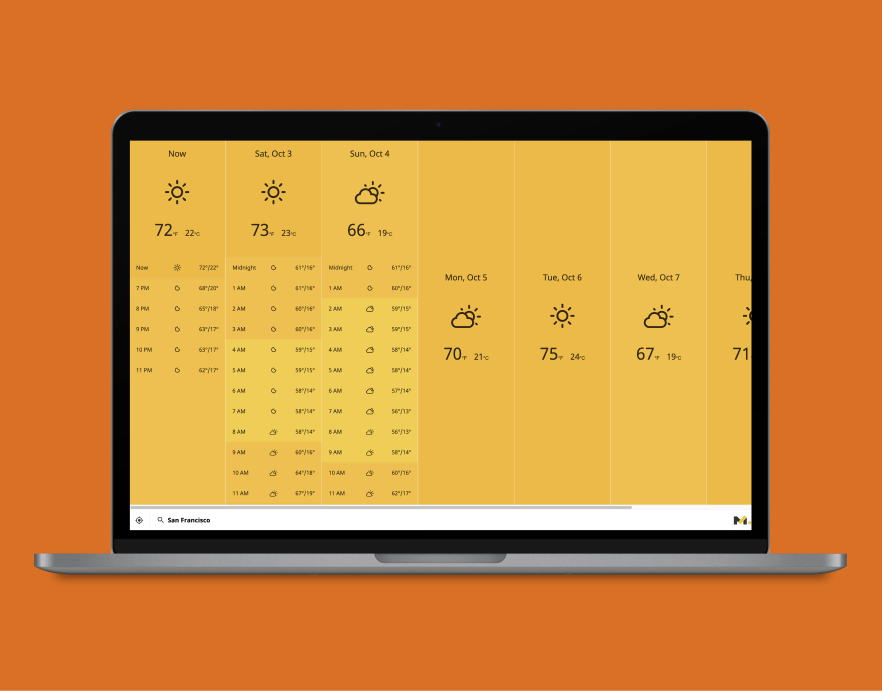 Now
72°F 22°C
Now 72°/22°
7 PM 68°/20°
8 PM 65°/18°
9 PM 63°/17°
10 PM 63°/17°
11 PM 62°/17°
Sat, Oct 3
73°F 23°C
Midnight 61°/16°
1 AM 61°/16°
2 AM 60°/16°
3 AM 60°/16°
4 AM 59°/15°
5 AM 59°/15°
6 AM 58°/14°
7 AM 58°/14°
8 AM 58°/14°
9 AM 60°/16°
10 AM 64°/18°
11 AM 67°/19°
Sun, Oct 4
66°F 19°C
Midnight 61°/16°
1 AM 60°/16°
2 AM 59°/15°
3 AM 59°/15°
4 AM 58°/14°
5 AM 58°/14°
6 AM 57°/14°
7 AM 56°/13°
8 AM 56°/13°
9 AM 58°/14°
10 AM 60°/16°
11 AM 62°/17°
Mon, Oct 5
70°F 21°C
Tue, Oct 6
75°F 24°C
Wed, Oct 7
67°F 19°C
Thu,
71
San Francisco